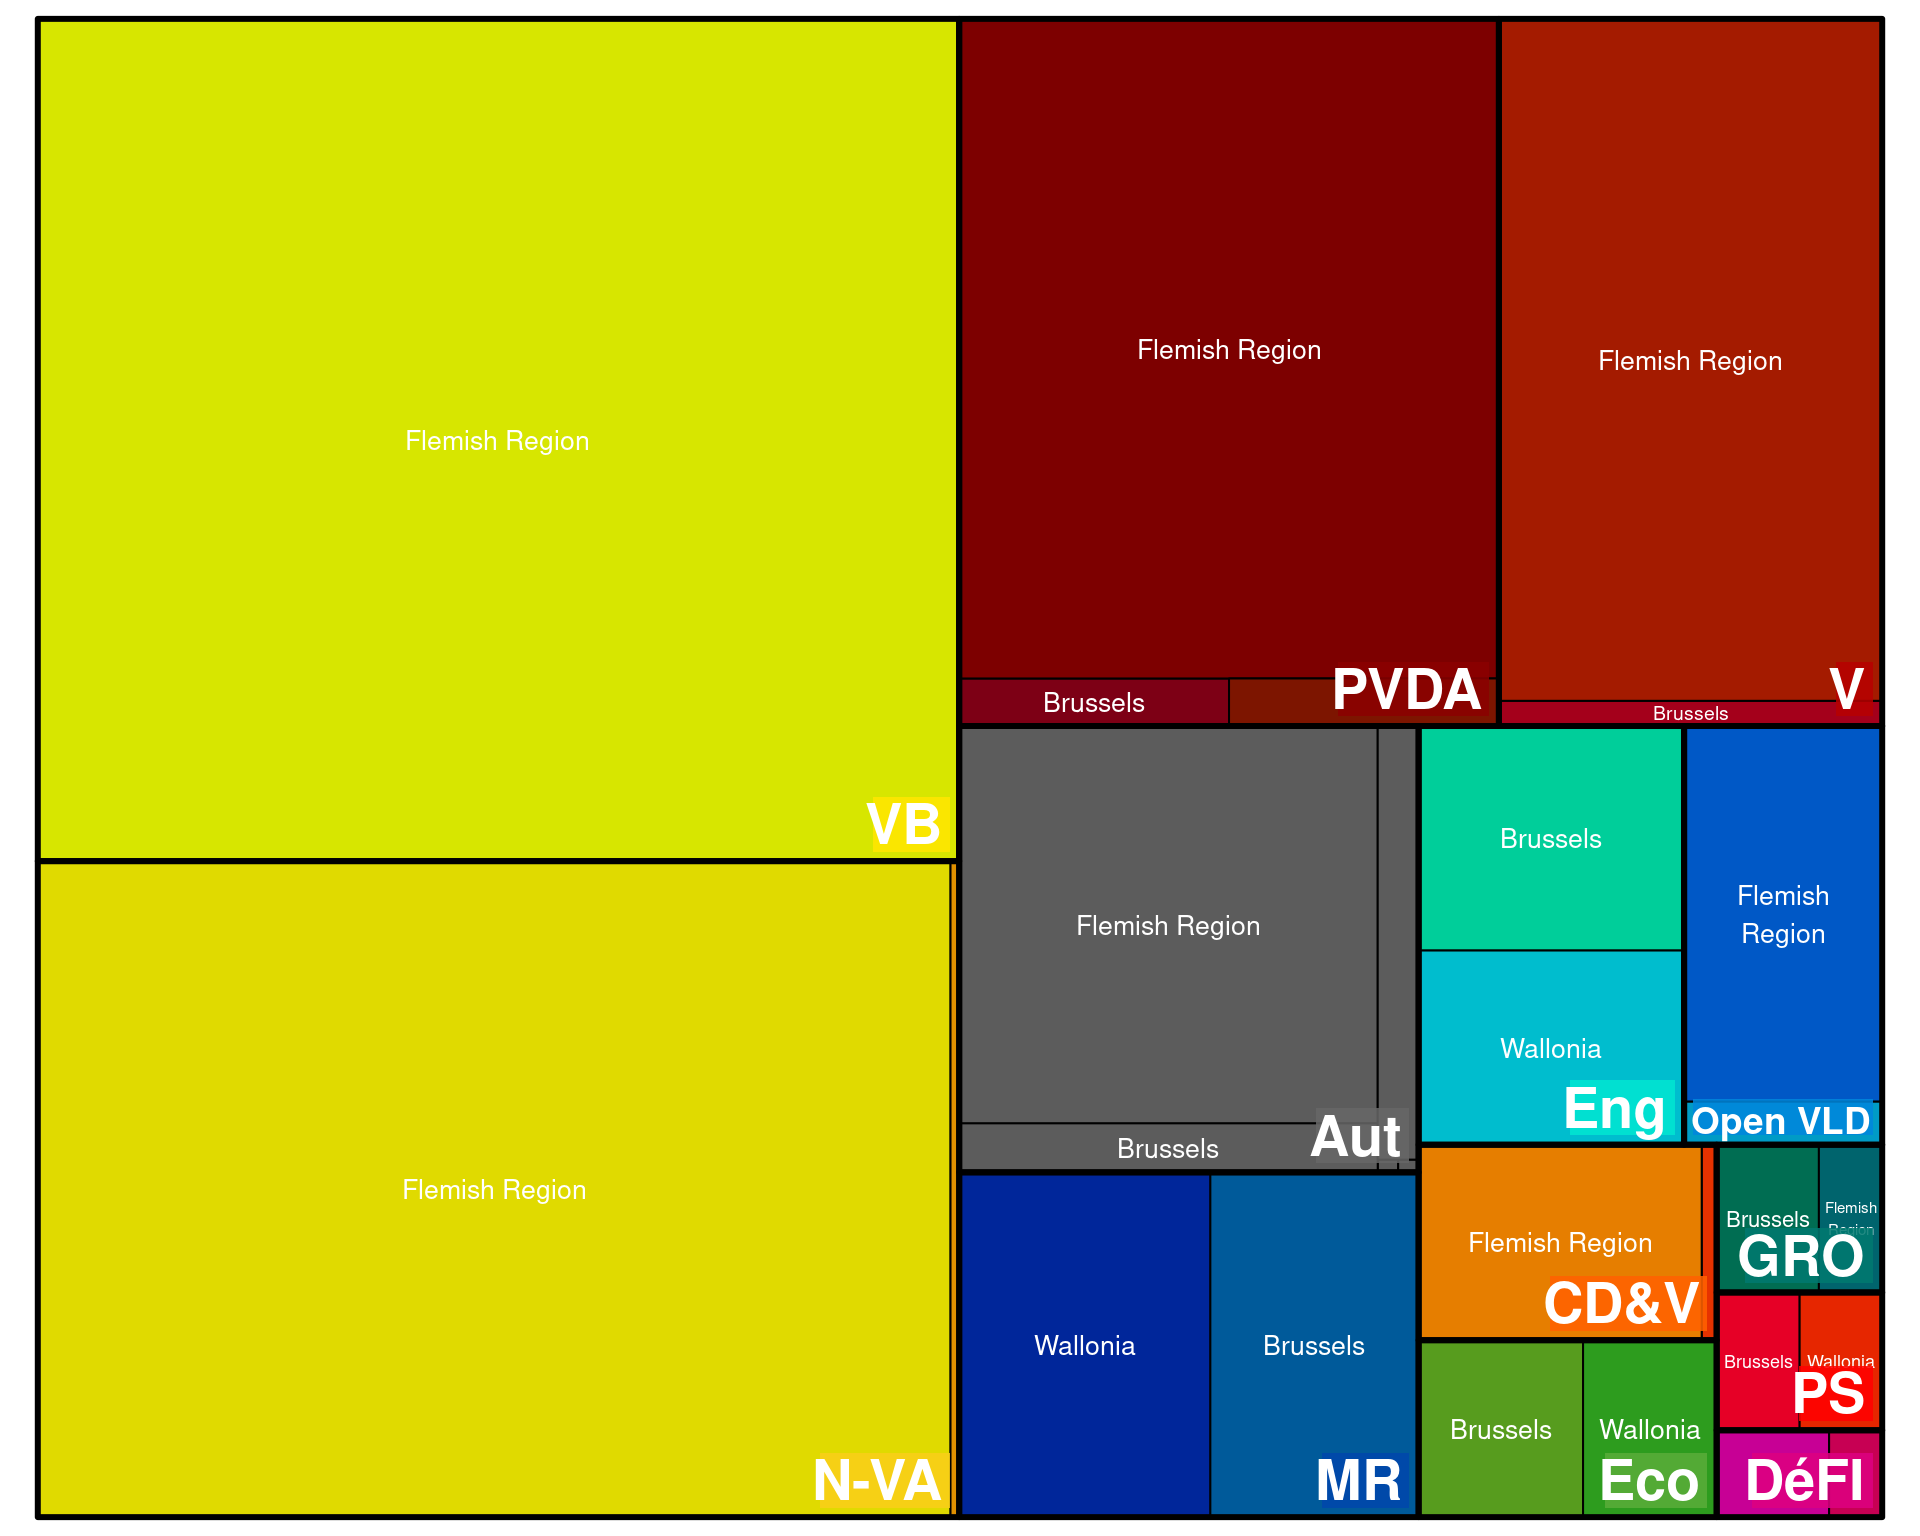 Flemish Region
VB
Flemish Region
N-VA
Flemish Region
Brussels
PVDA
Flemish Region
Brussels
V
Flemish Region
Brussels
Aut
Wallonia
Brussels
MR
Brussels
Wallonia
Eng
Flemish
Region
Open VLD
Flemish Region
CD&V
Brussels
Wallonia
Eco
Brussels
Flemish
Region
GRO
Brussels
Wallonia
PS
DéFI